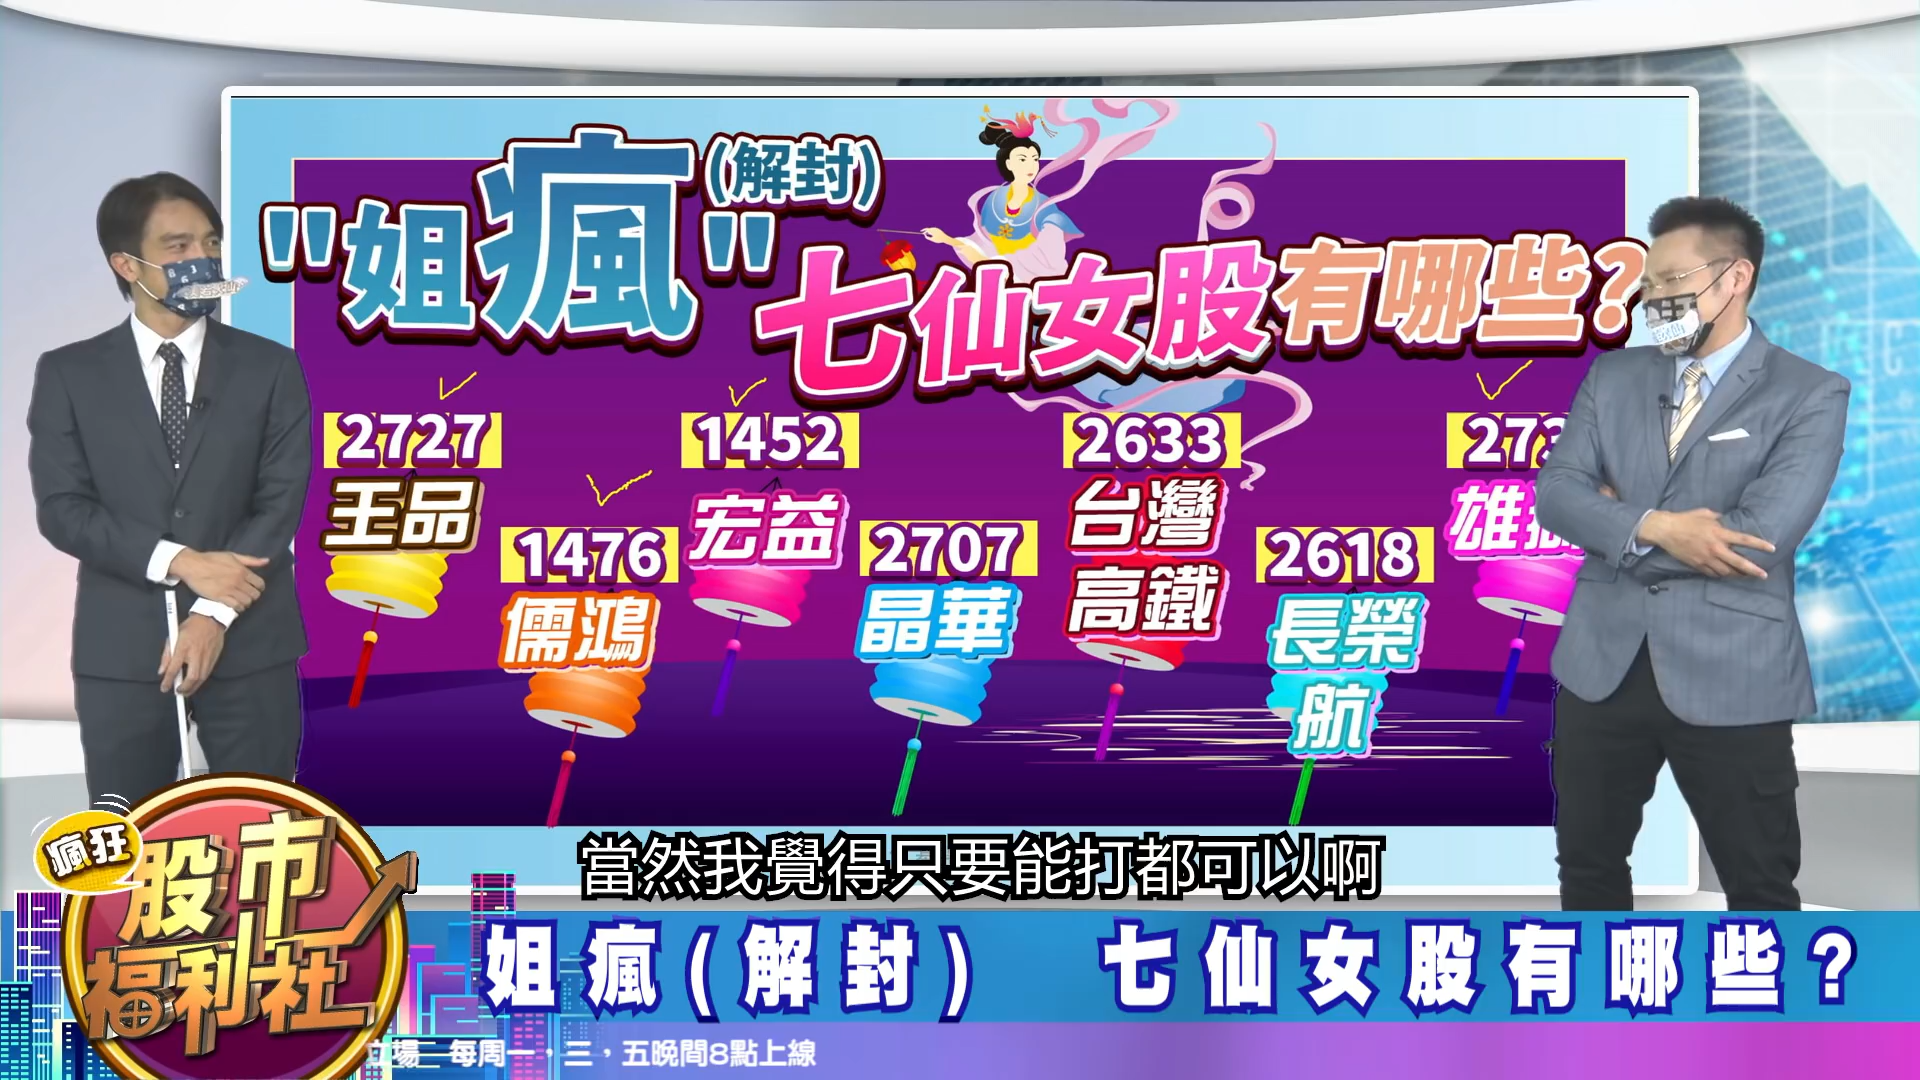 "姐瘋"(解封)
七仙女股有哪些?
2727
王品
1476
儒鴻
1452
宏益
2707
晶華
2633
台灣
高鐵
2618
長榮
航
273
雄
當然我覺得只要能打都可以啊
瘋狂
股市
福利社
姐瘋(解封) 七仙女股有哪些?
立場 每周一,三,五晚間8點上線